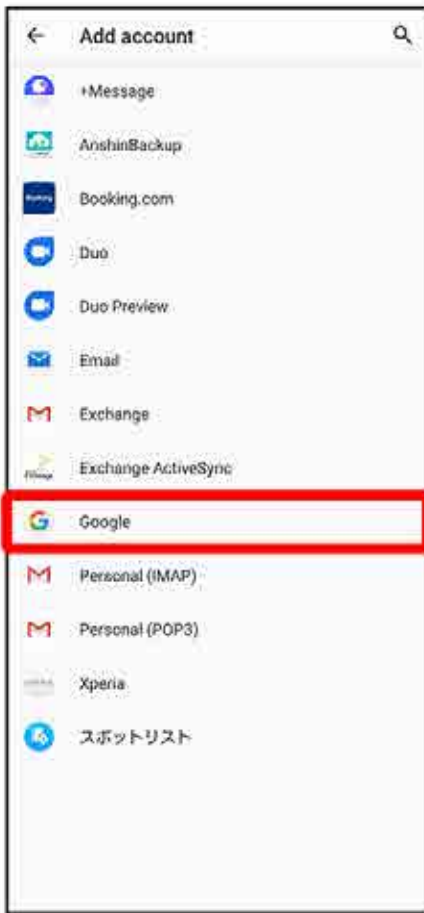 Add account
+Message
AnshinBackup
Booking.com
Duo
Duo Preview
Email
Exchange
Exchange ActiveSync
Google
Personal (IMAP)
Personal (POP3)
Xperia
スポットリスト